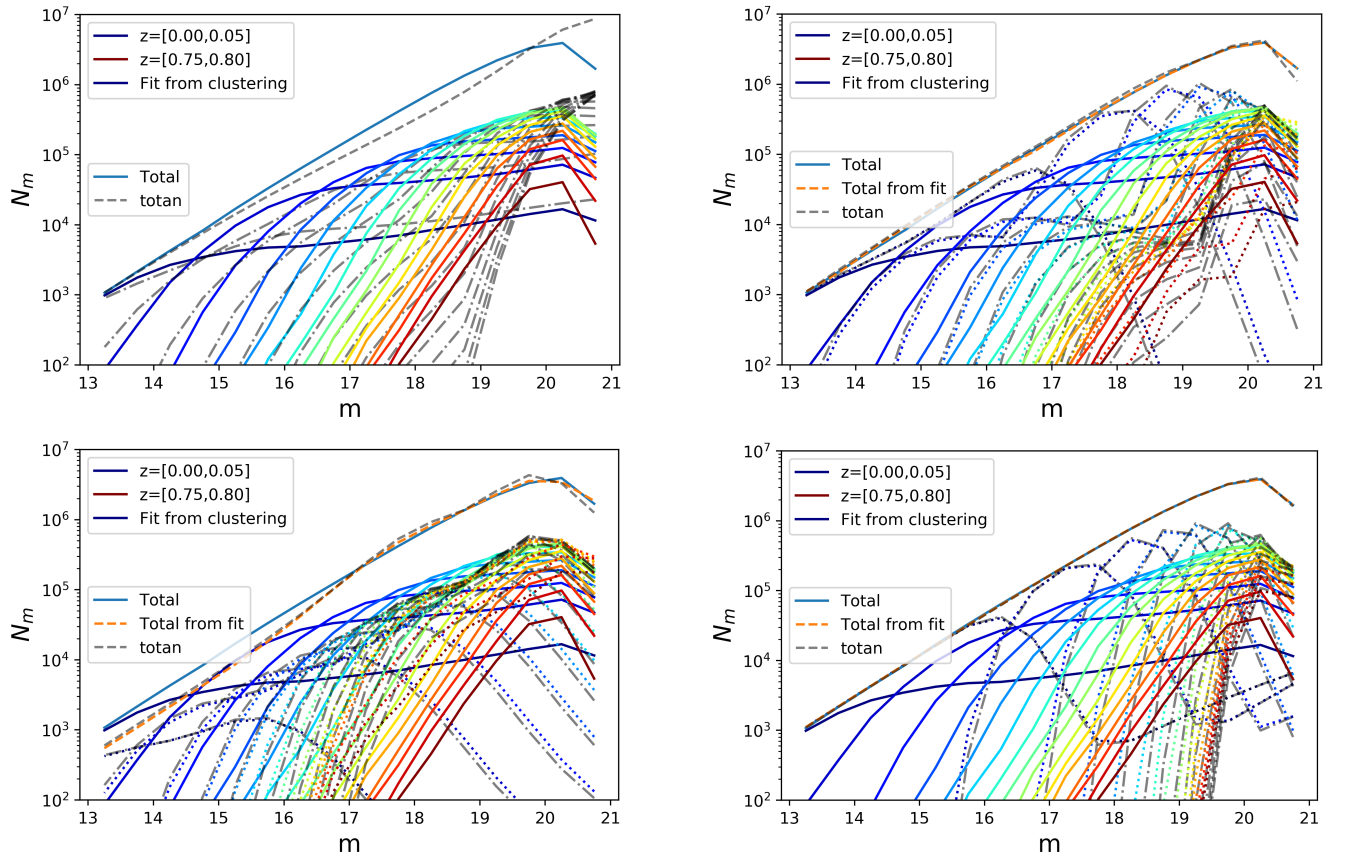 10^7
10^6
10^5
10^4
10^3
10^2
N_m
z=[0.00,0.05]
z=[0.75,0.80]
Fit from clustering
Total
totan
13 14 15 16 17 18 19 20 21
m
10^7
10^6
10^5
10^4
10^3
10^2
N_m
z=[0.00,0.05]
z=[0.75,0.80]
Fit from clustering
Total
Total from fit
totan
13 14 15 16 17 18 19 20 21
m
10^7
10^6
10^5
10^4
10^3
10^2
N_m
z=[0.00,0.05]
z=[0.75,0.80]
Fit from clustering
Total
Total from fit
totan
13 14 15 16 17 18 19 20 21
m
10^7
10^6
10^5
10^4
10^3
10^2
N_m
z=[0.00,0.05]
z=[0.75,0.80]
Fit from clustering
Total
Total from fit
totan
13 14 15 16 17 18 19 20 21
m